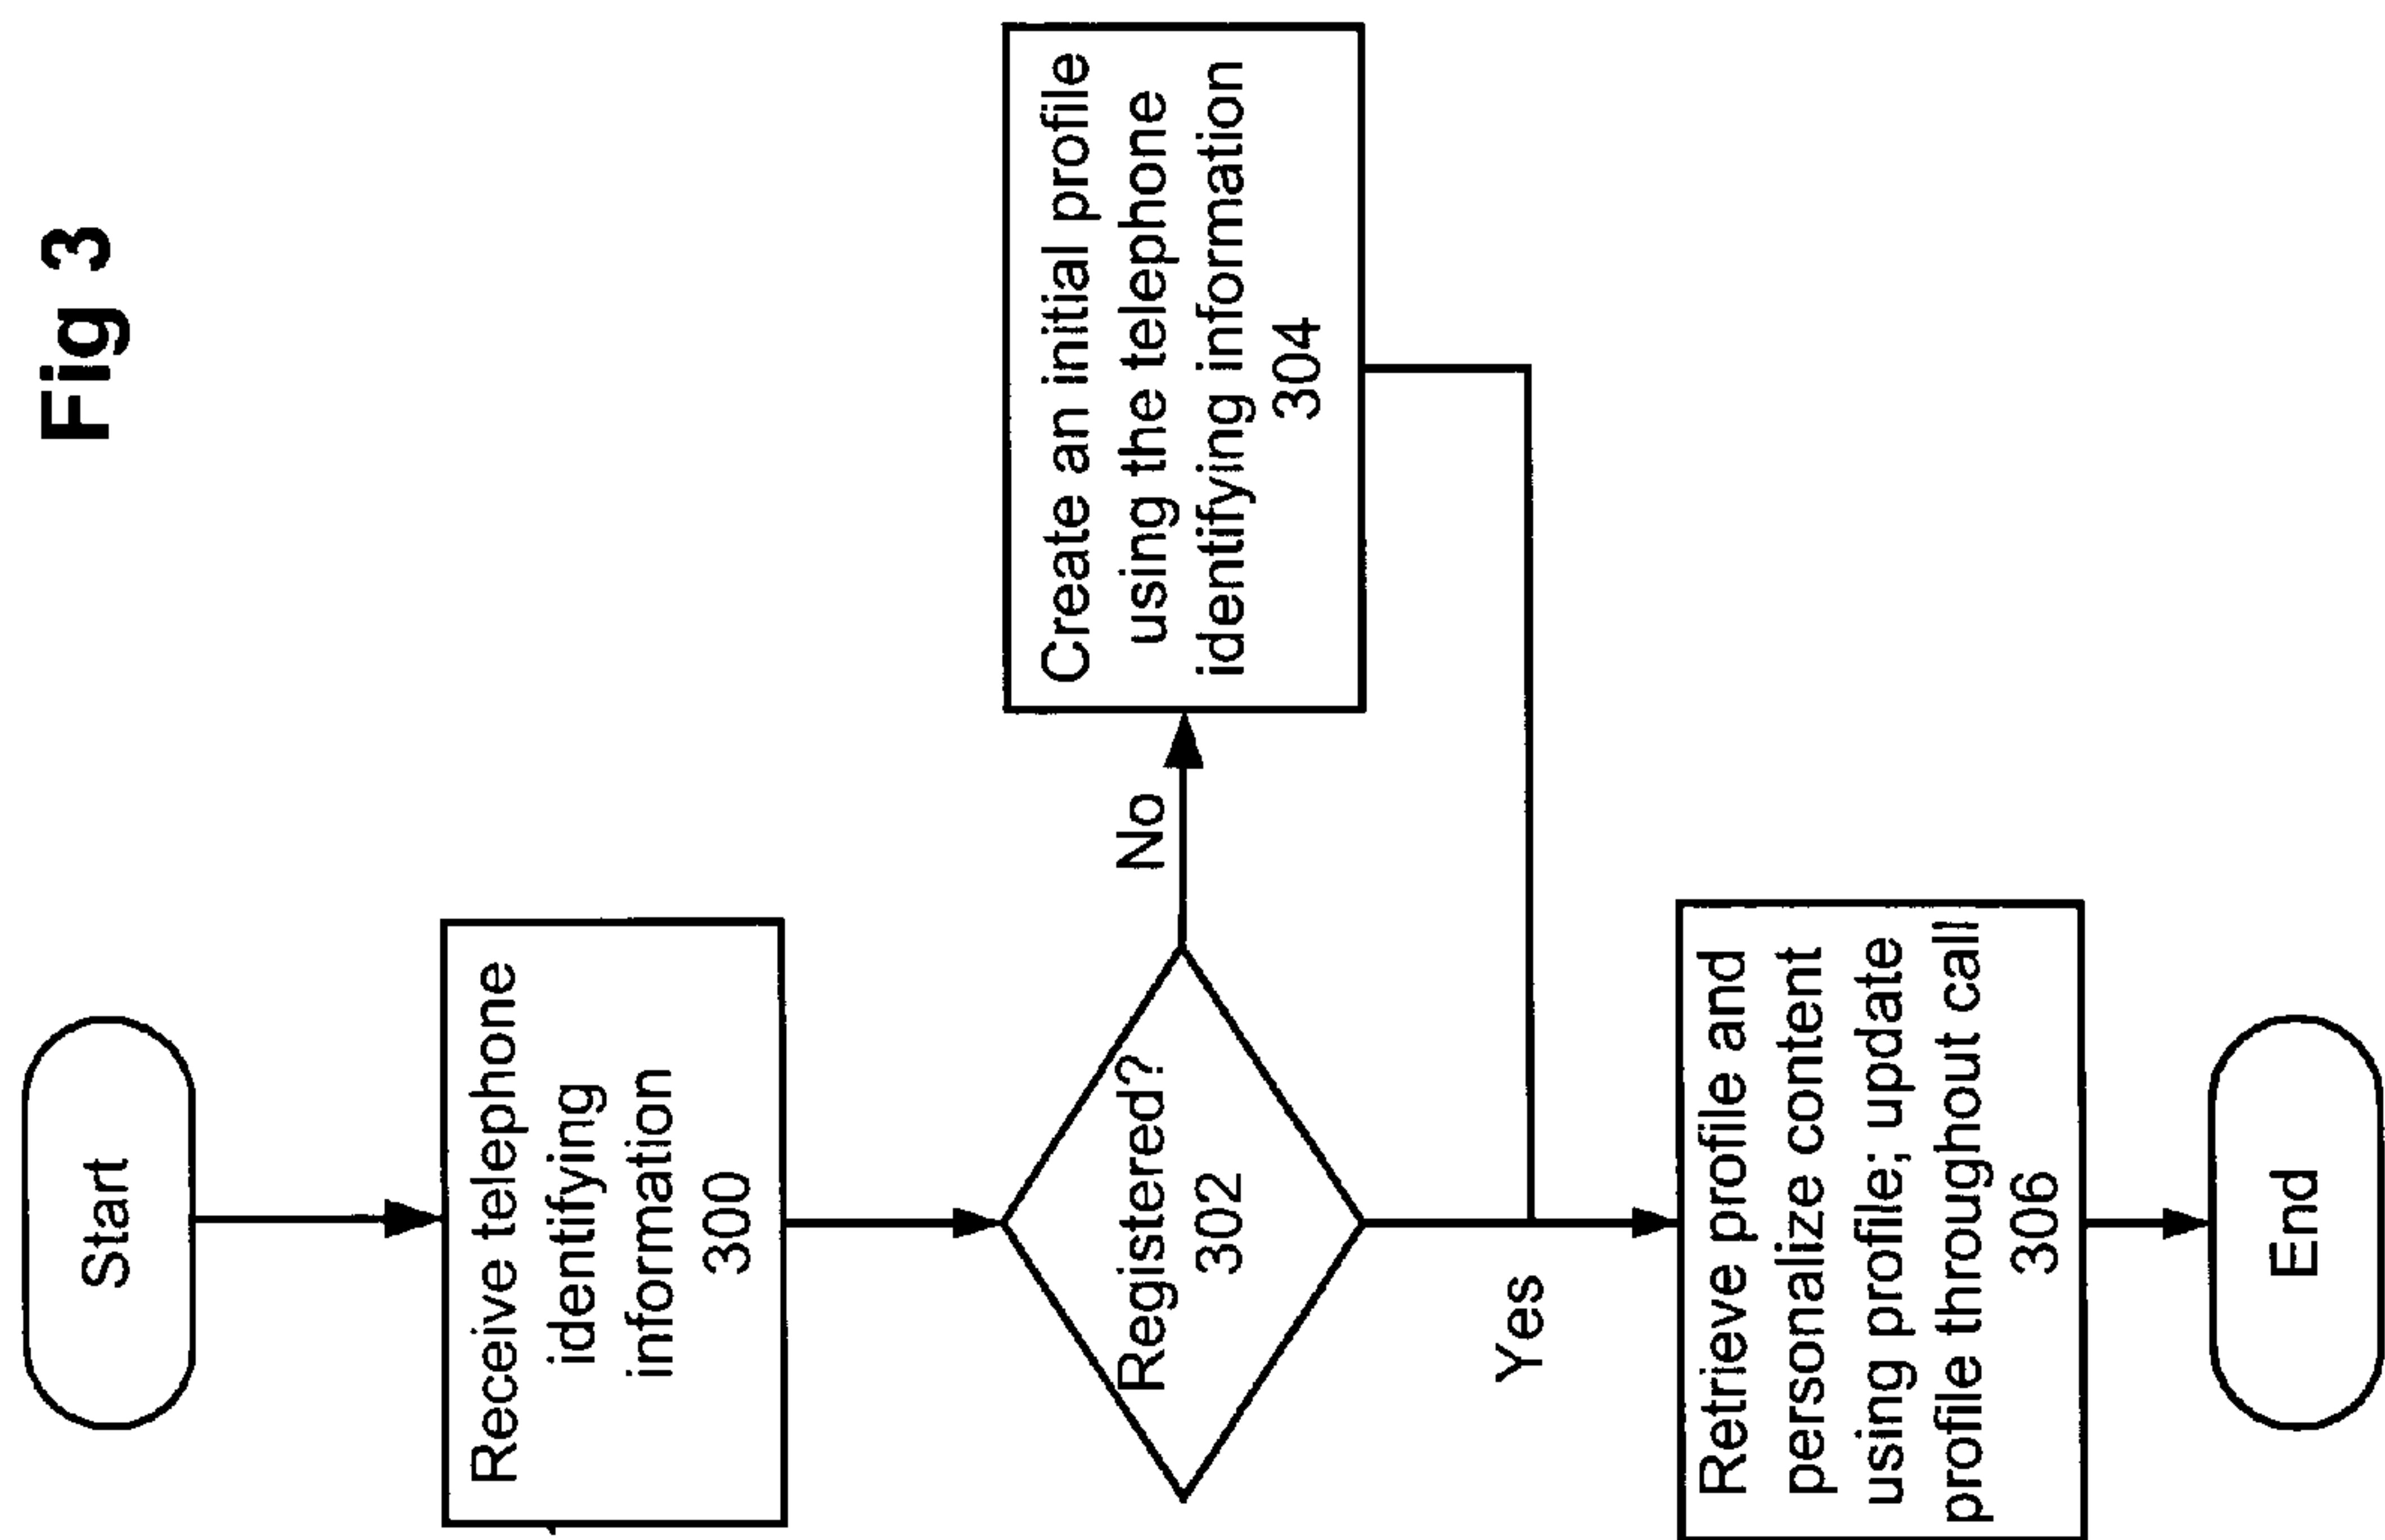 Fig 3
Start
Receive telephone
identifying
information
300
Registered?
302
No
Create an initial profile
using the telephone
identifying information
304
Yes
Retrieve profile and
personalize content
using profile; update
profile throughout call
306
End